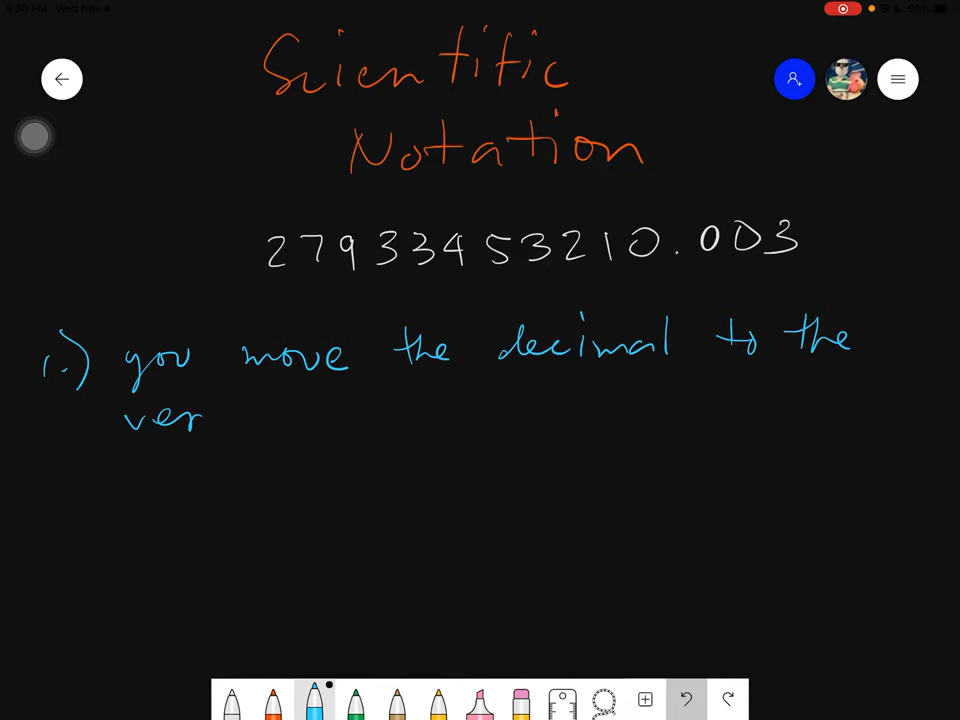 Scientific
Notation
27933453210.003
1.) you move the decimal to the
ver